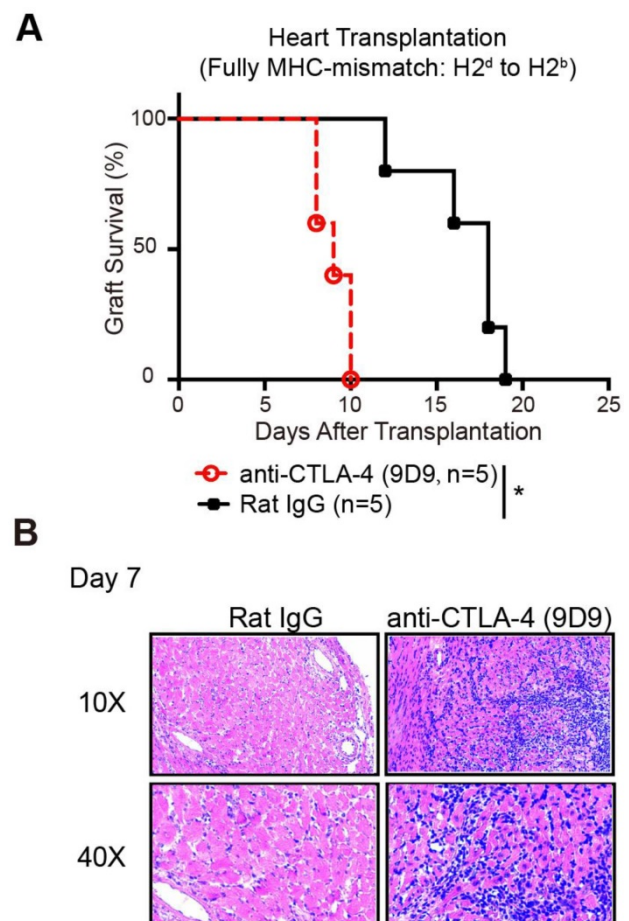 A
Heart Transplantation
(Fully MHC-mismatch: H2ᵈ to H2ᵇ)
Graft Survival (%)
100
50
0
0 5 10 15 20 25
Days After Transplantation
anti-CTLA-4 (9D9, n=5)
Rat IgG (n=5)
*
B
Day 7
Rat IgG anti-CTLA-4 (9D9)
10X
40X